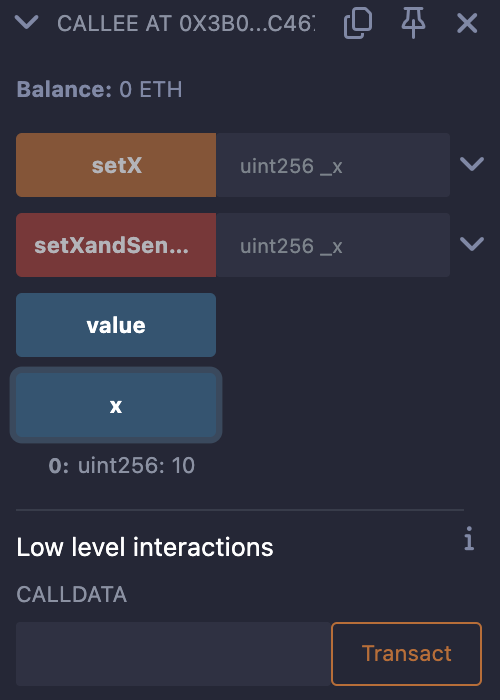 CALLEE AT 0X3B0...C467
Balance: 0 ETH
setX uint256 _x
setXandSen... uint256 _x
value
x
0: uint256: 10
Low level interactions
CALLDATA
Transact